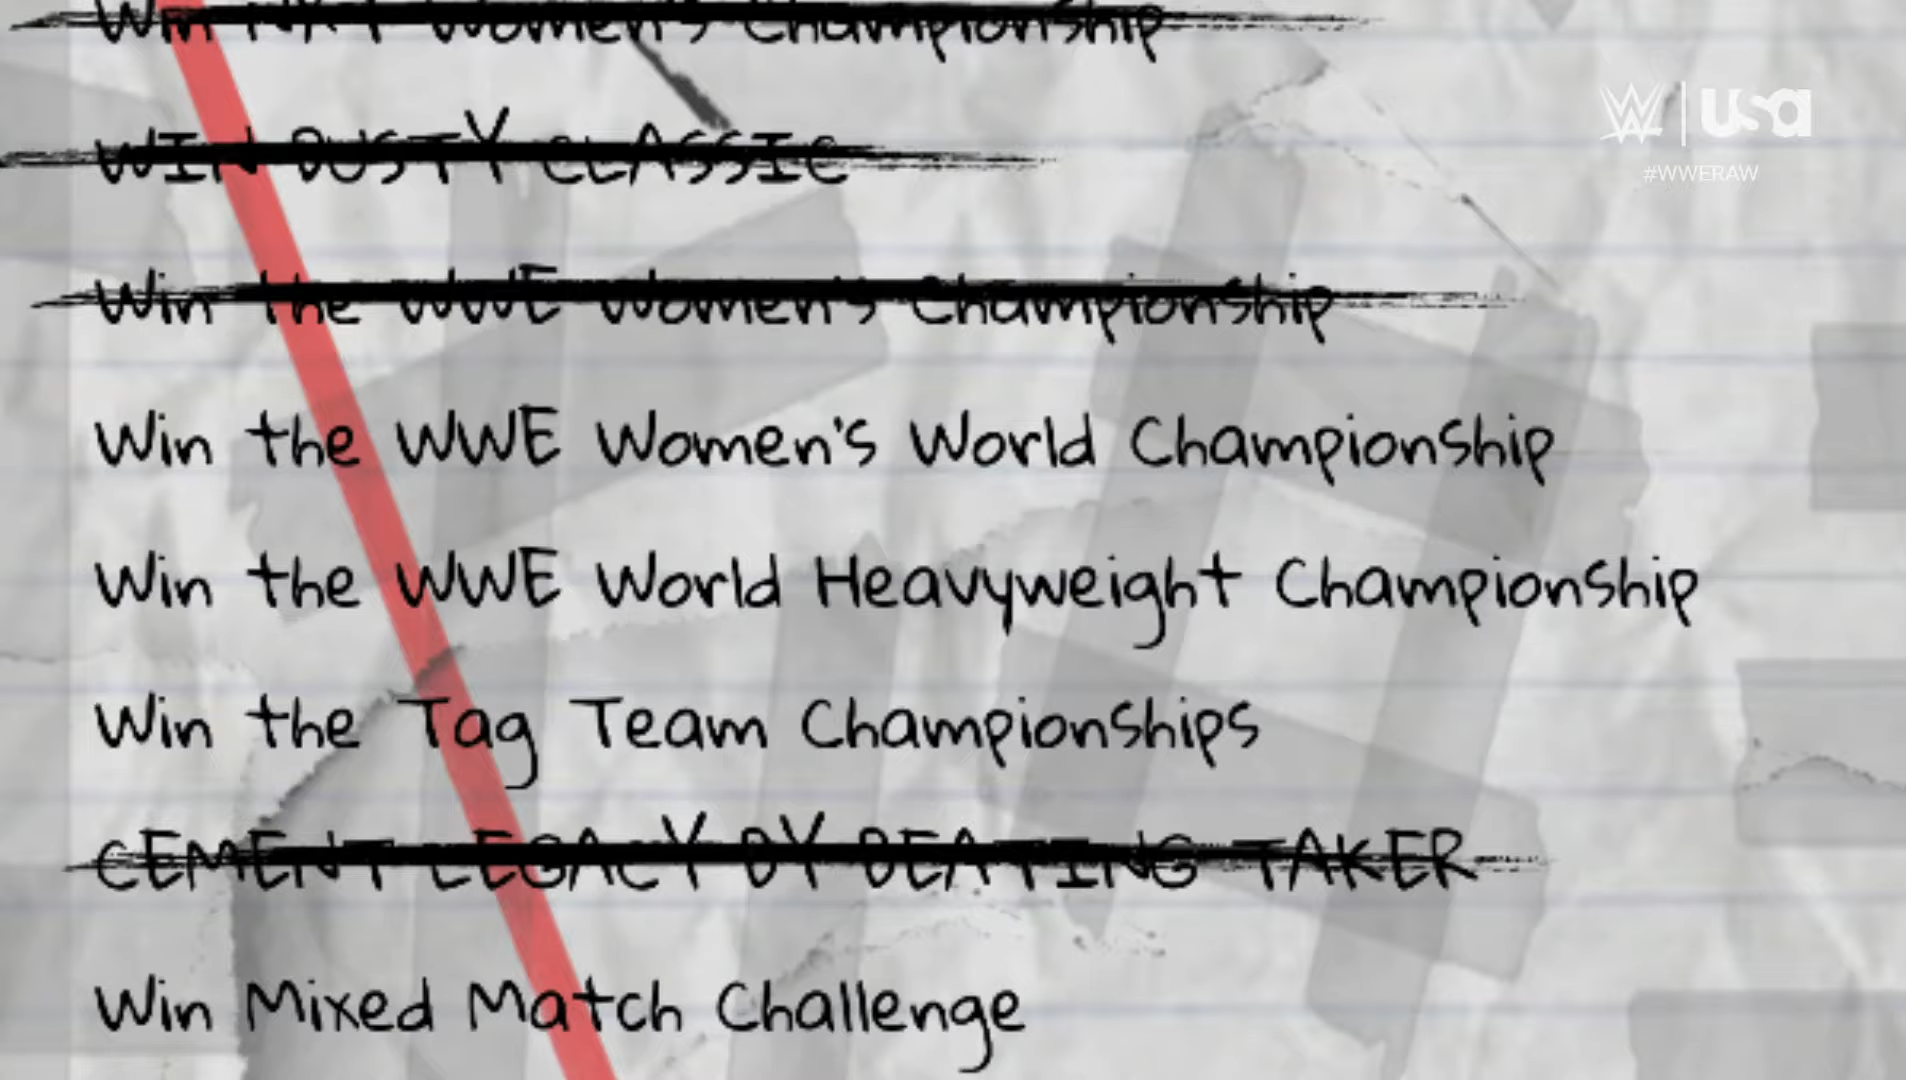 Win NXT Women's Championship
WIN DUSTY CLASSIC
Win the WWE Women's Championship
Win the WWE Women's World Championship
Win the WWE World Heavyweight Championship
Win the Tag Team Championships
CEMENT LEGACY BY BEATING TAKER
Win Mixed Match Challenge
W | usa
#WWERAW